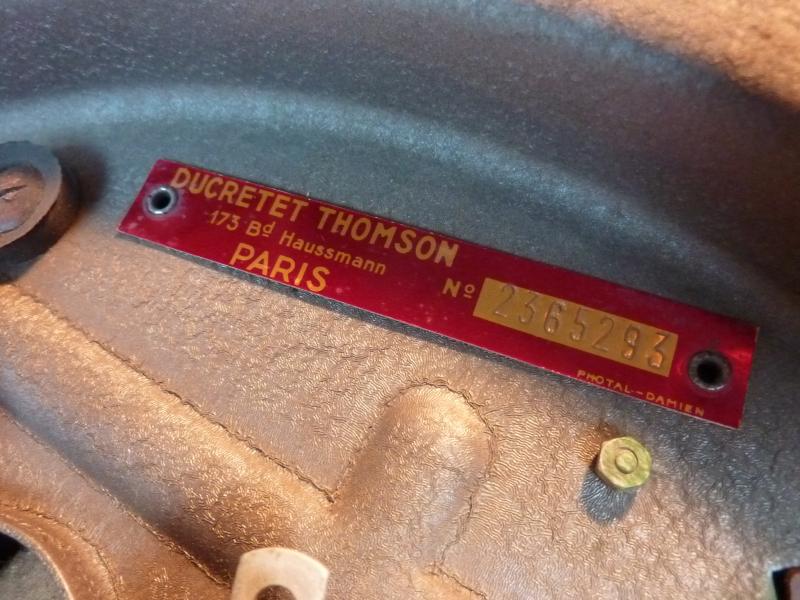 DUCRETET THOMSON
173 Bd Haussmann
PARIS
Nº 2365293
PHOTAL-DAMIEN